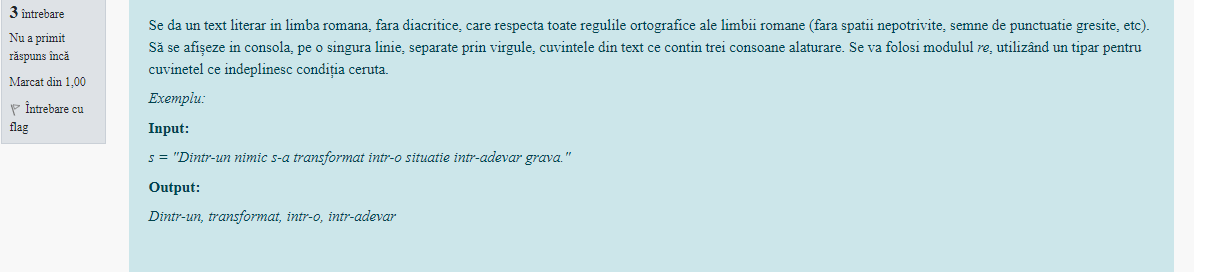 3 întrebare
Nu a primit
răspuns încă
Marcat din 1,00
Întrebare cu
flag
Se da un text literar in limba romana, fara diacritice, care respecta toate regulile ortografice ale limbii romane (fara spatii nepotrivite, semne de punctuatie gresite, etc).
Să se afișeze in consola, pe o singura linie, separate prin virgule, cuvintele din text ce contin trei consoane alaturare. Se va folosi modulul re, utilizând un tipar pentru
cuvinetel ce indeplinesc condiția ceruta.
Exemplu:
Input:
s = "Dintr-un nimic s-a transformat intr-o situatie intr-adevar grava."
Output:
Dintr-un, transformat, intr-o, intr-adevar